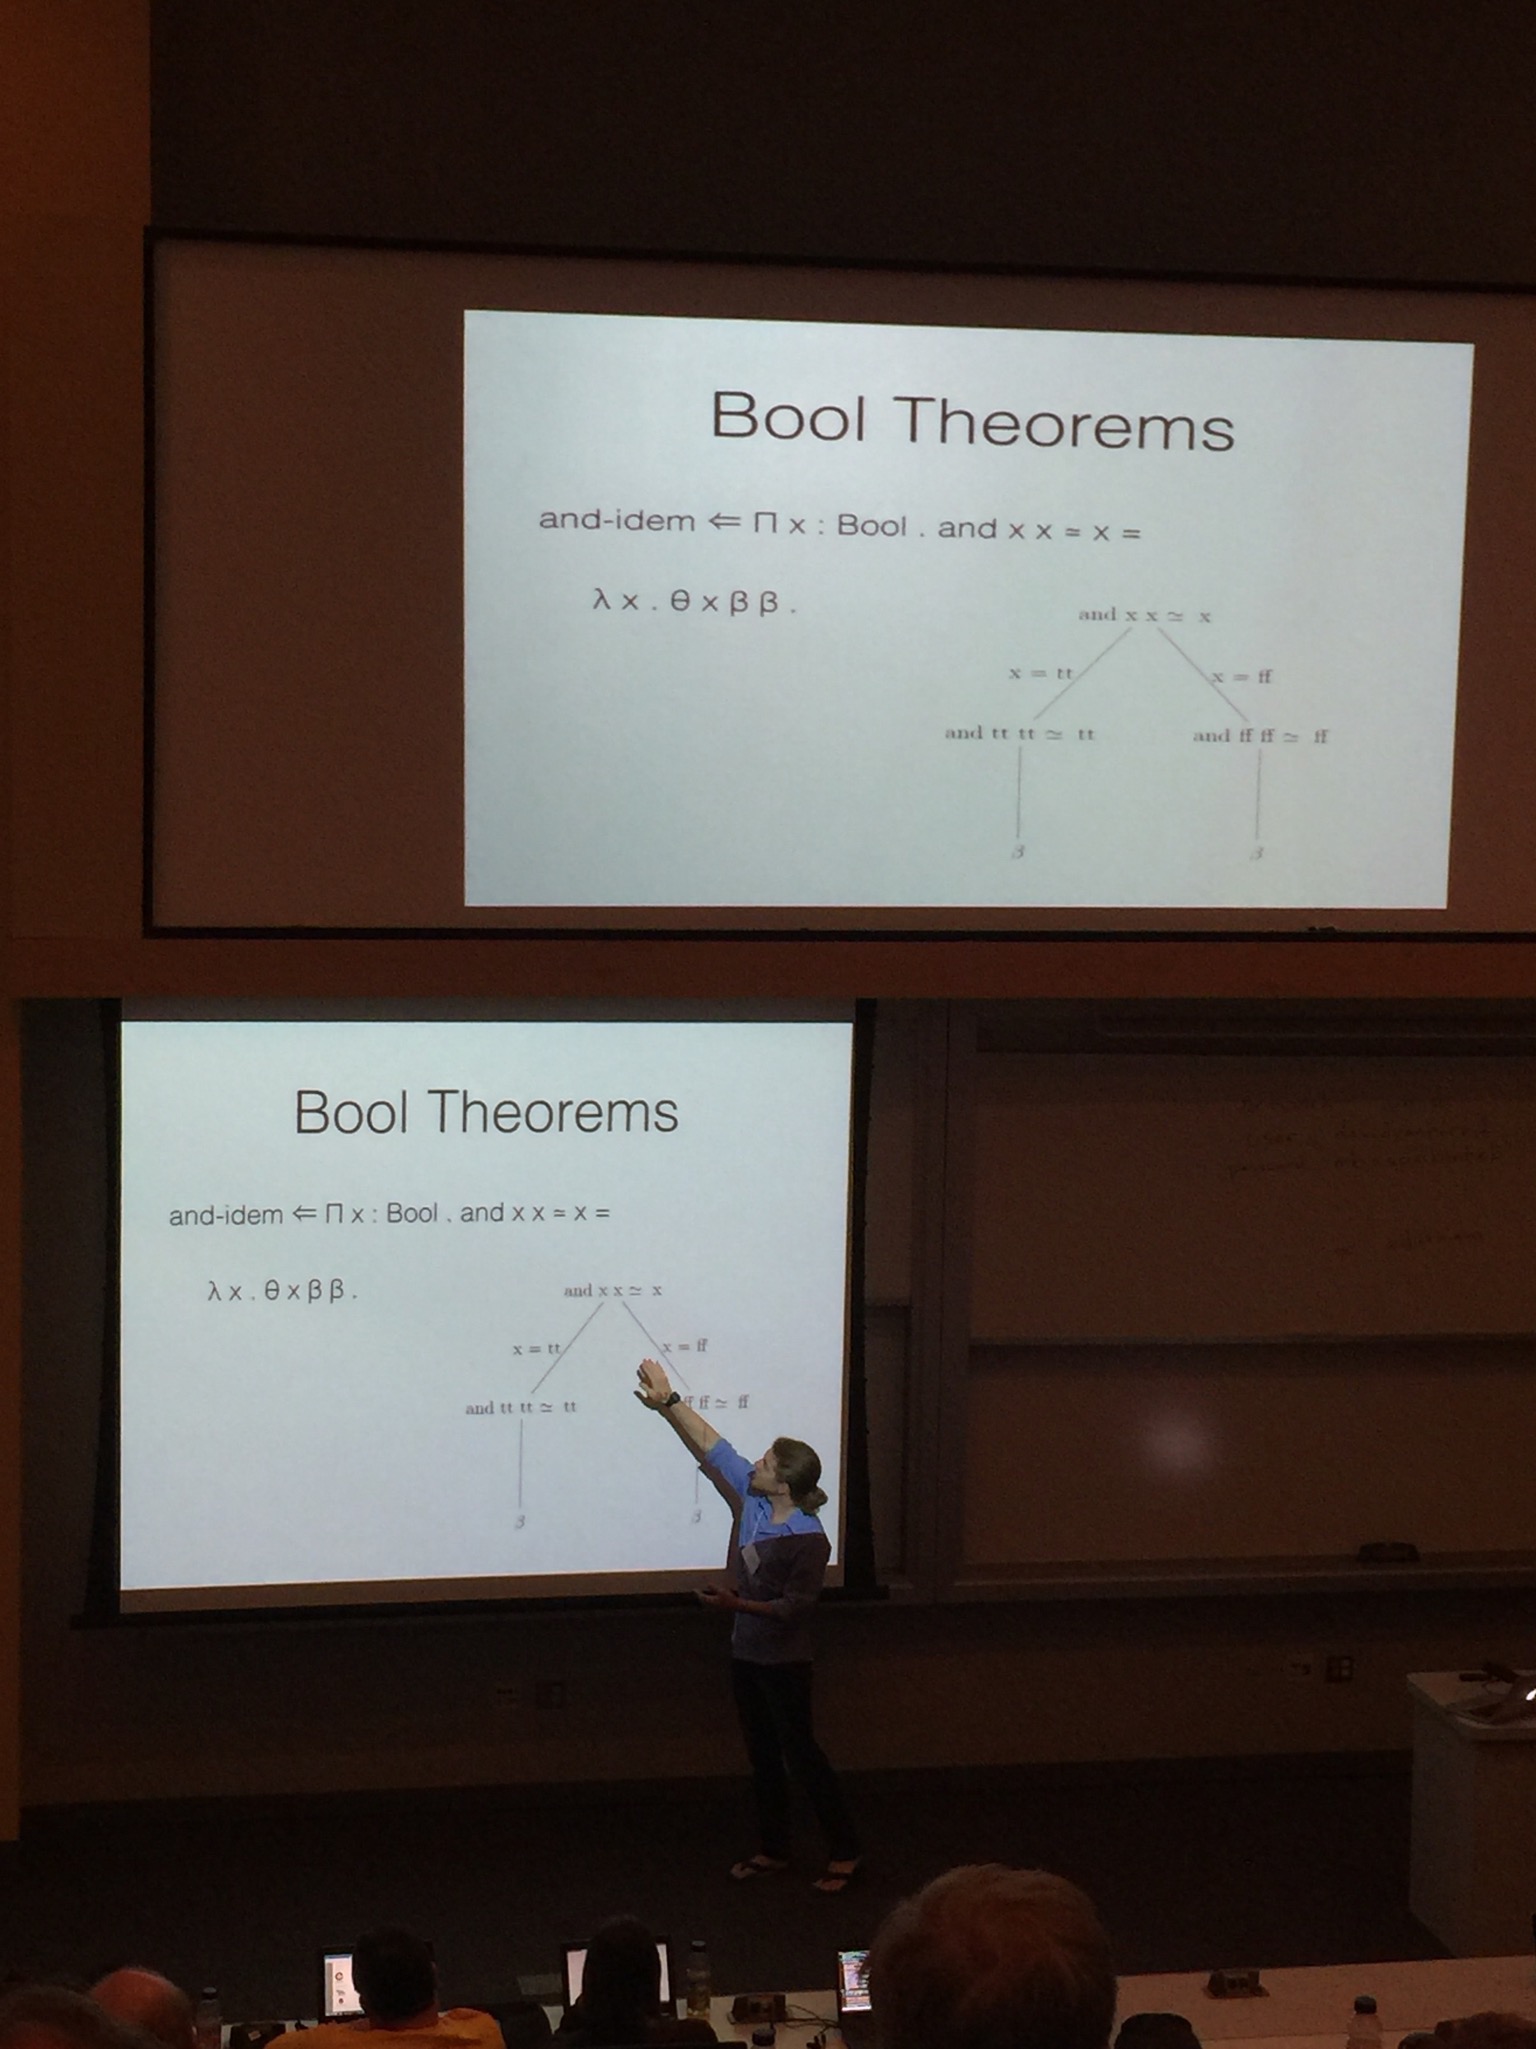 Bool Theorems
and-idem ⇐ Π x : Bool . and x x ≃ x =
λ x . θ x β β .
and x x ≃ x
x = tt
x = ff
and tt tt ≃ tt
and ff ff ≃ ff
β
β
Bool Theorems
and-idem ⇐ Π x : Bool . and x x ≃ x =
λ x . θ x β β .
and x x ≃ x
x = tt
x = ff
and tt tt ≃ tt
ff ff ≃ ff
β
β